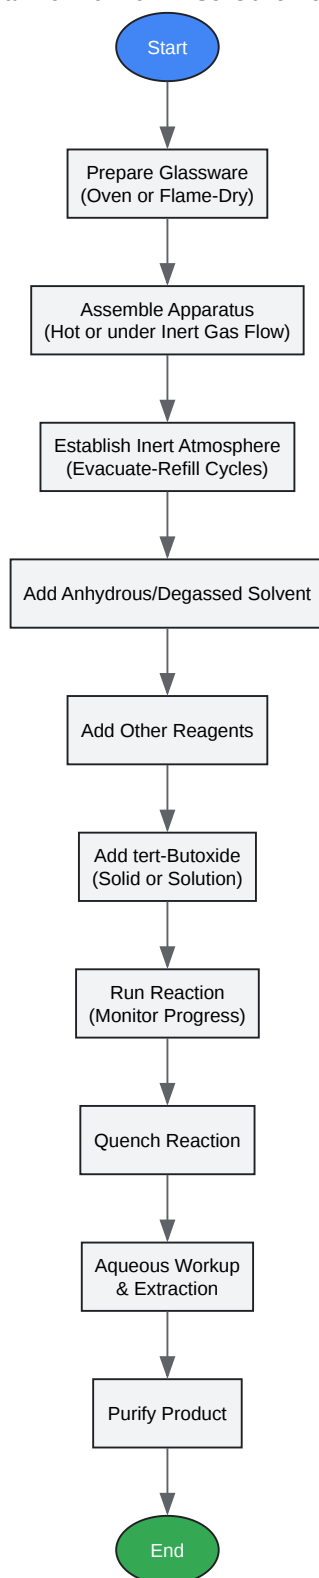 Start
Prepare Glassware
(Oven or Flame-Dry)
Assemble Apparatus
(Hot or under Inert Gas Flow)
Establish Inert Atmosphere
(Evacuate-Refill Cycles)
Add Anhydrous/Degassed Solvent
Add Other Reagents
Add tert-Butoxide
(Solid or Solution)
Run Reaction
(Monitor Progress)
Quench Reaction
Aqueous Workup
& Extraction
Purify Product
End